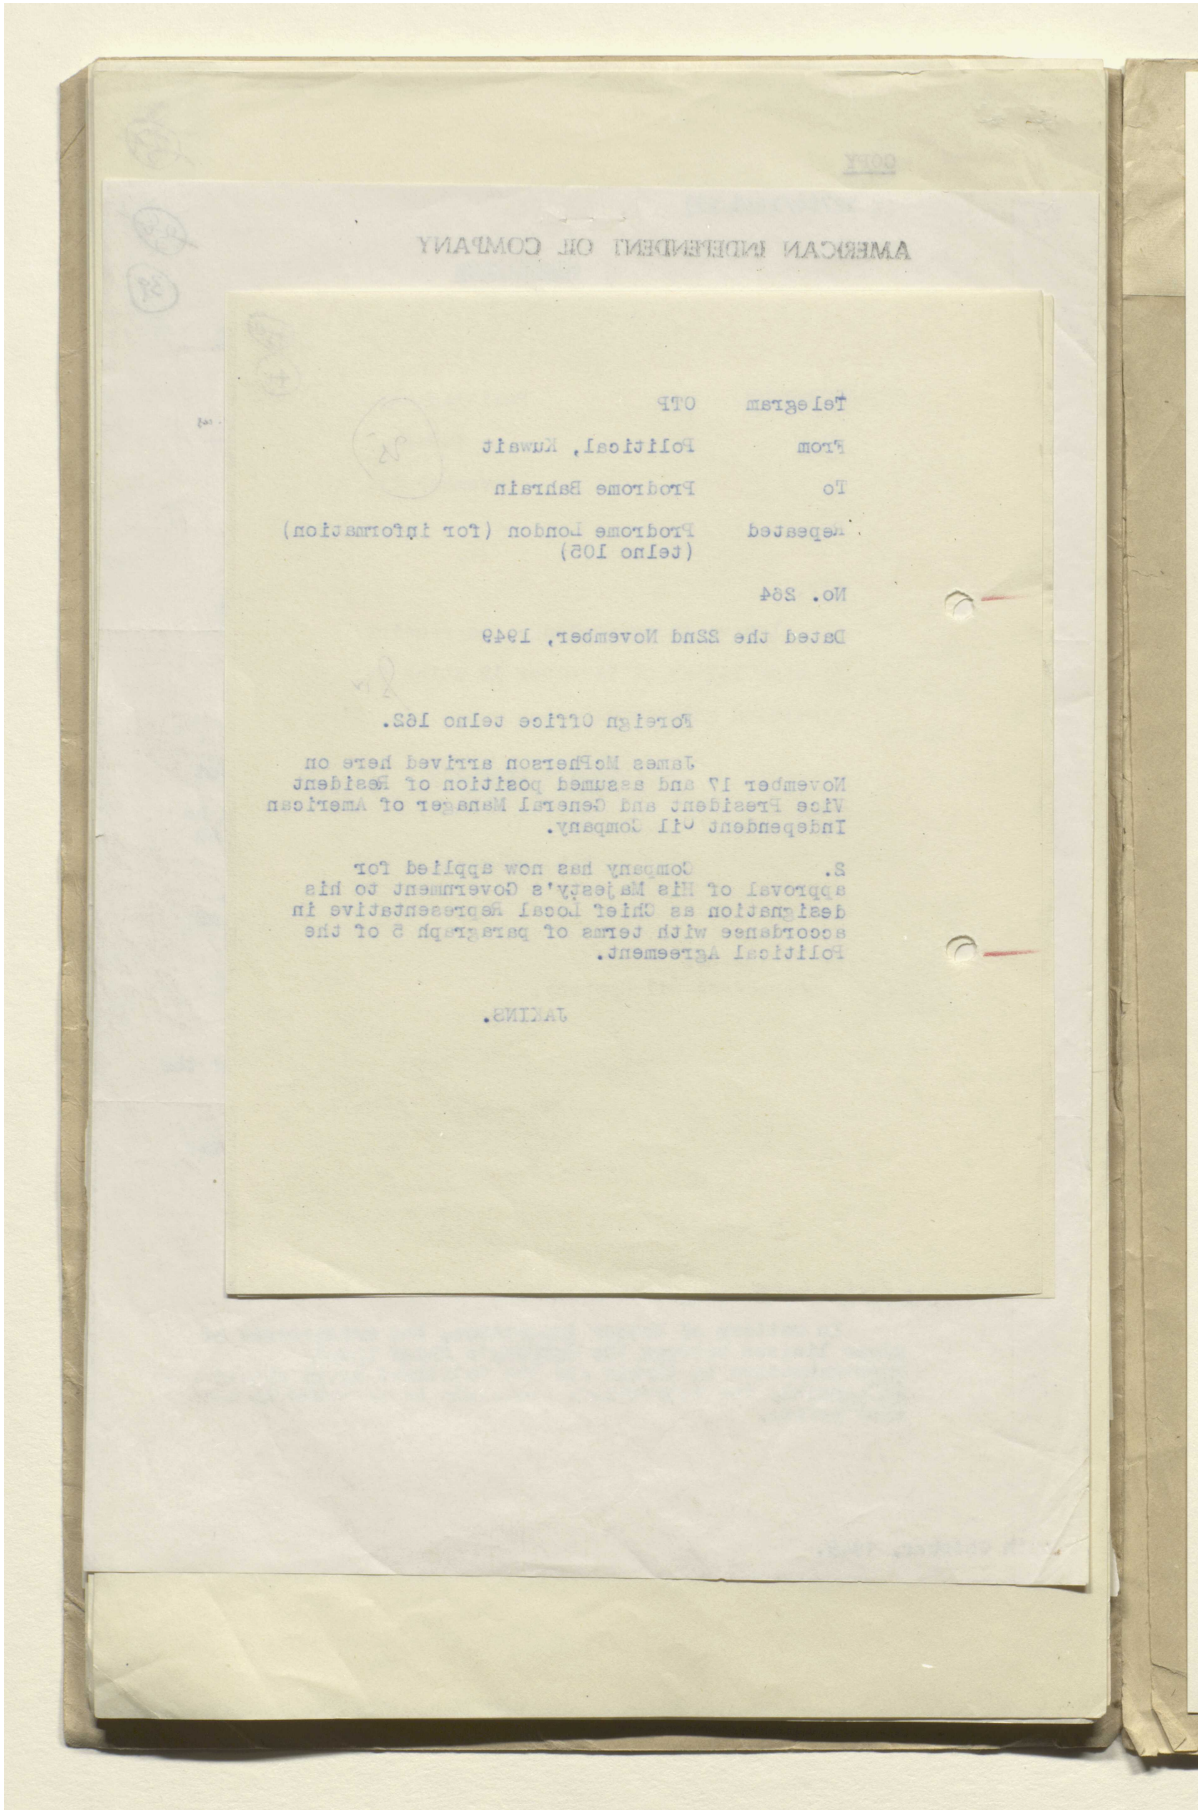 COPY
AMERICAN INDEPENDENT OIL COMPANY
39
Telegram OTP
From Political, Kuwait
35
To Prodrome Bahrain
Repeated Prodrome London (for information)
(telno 105)
No. 264
Dated the 22nd November, 1949
Foreign Office telno 162.
James McPherson arrived here on
November 17 and assumed position of Resident
Vice President and General Manager of American
Independent Oil Company.
2. Company has now applied for
approval of His Majesty's Government to his
designation as Chief Local Representative in
accordance with terms of paragraph 5 of the
Political Agreement.
JAKINS.